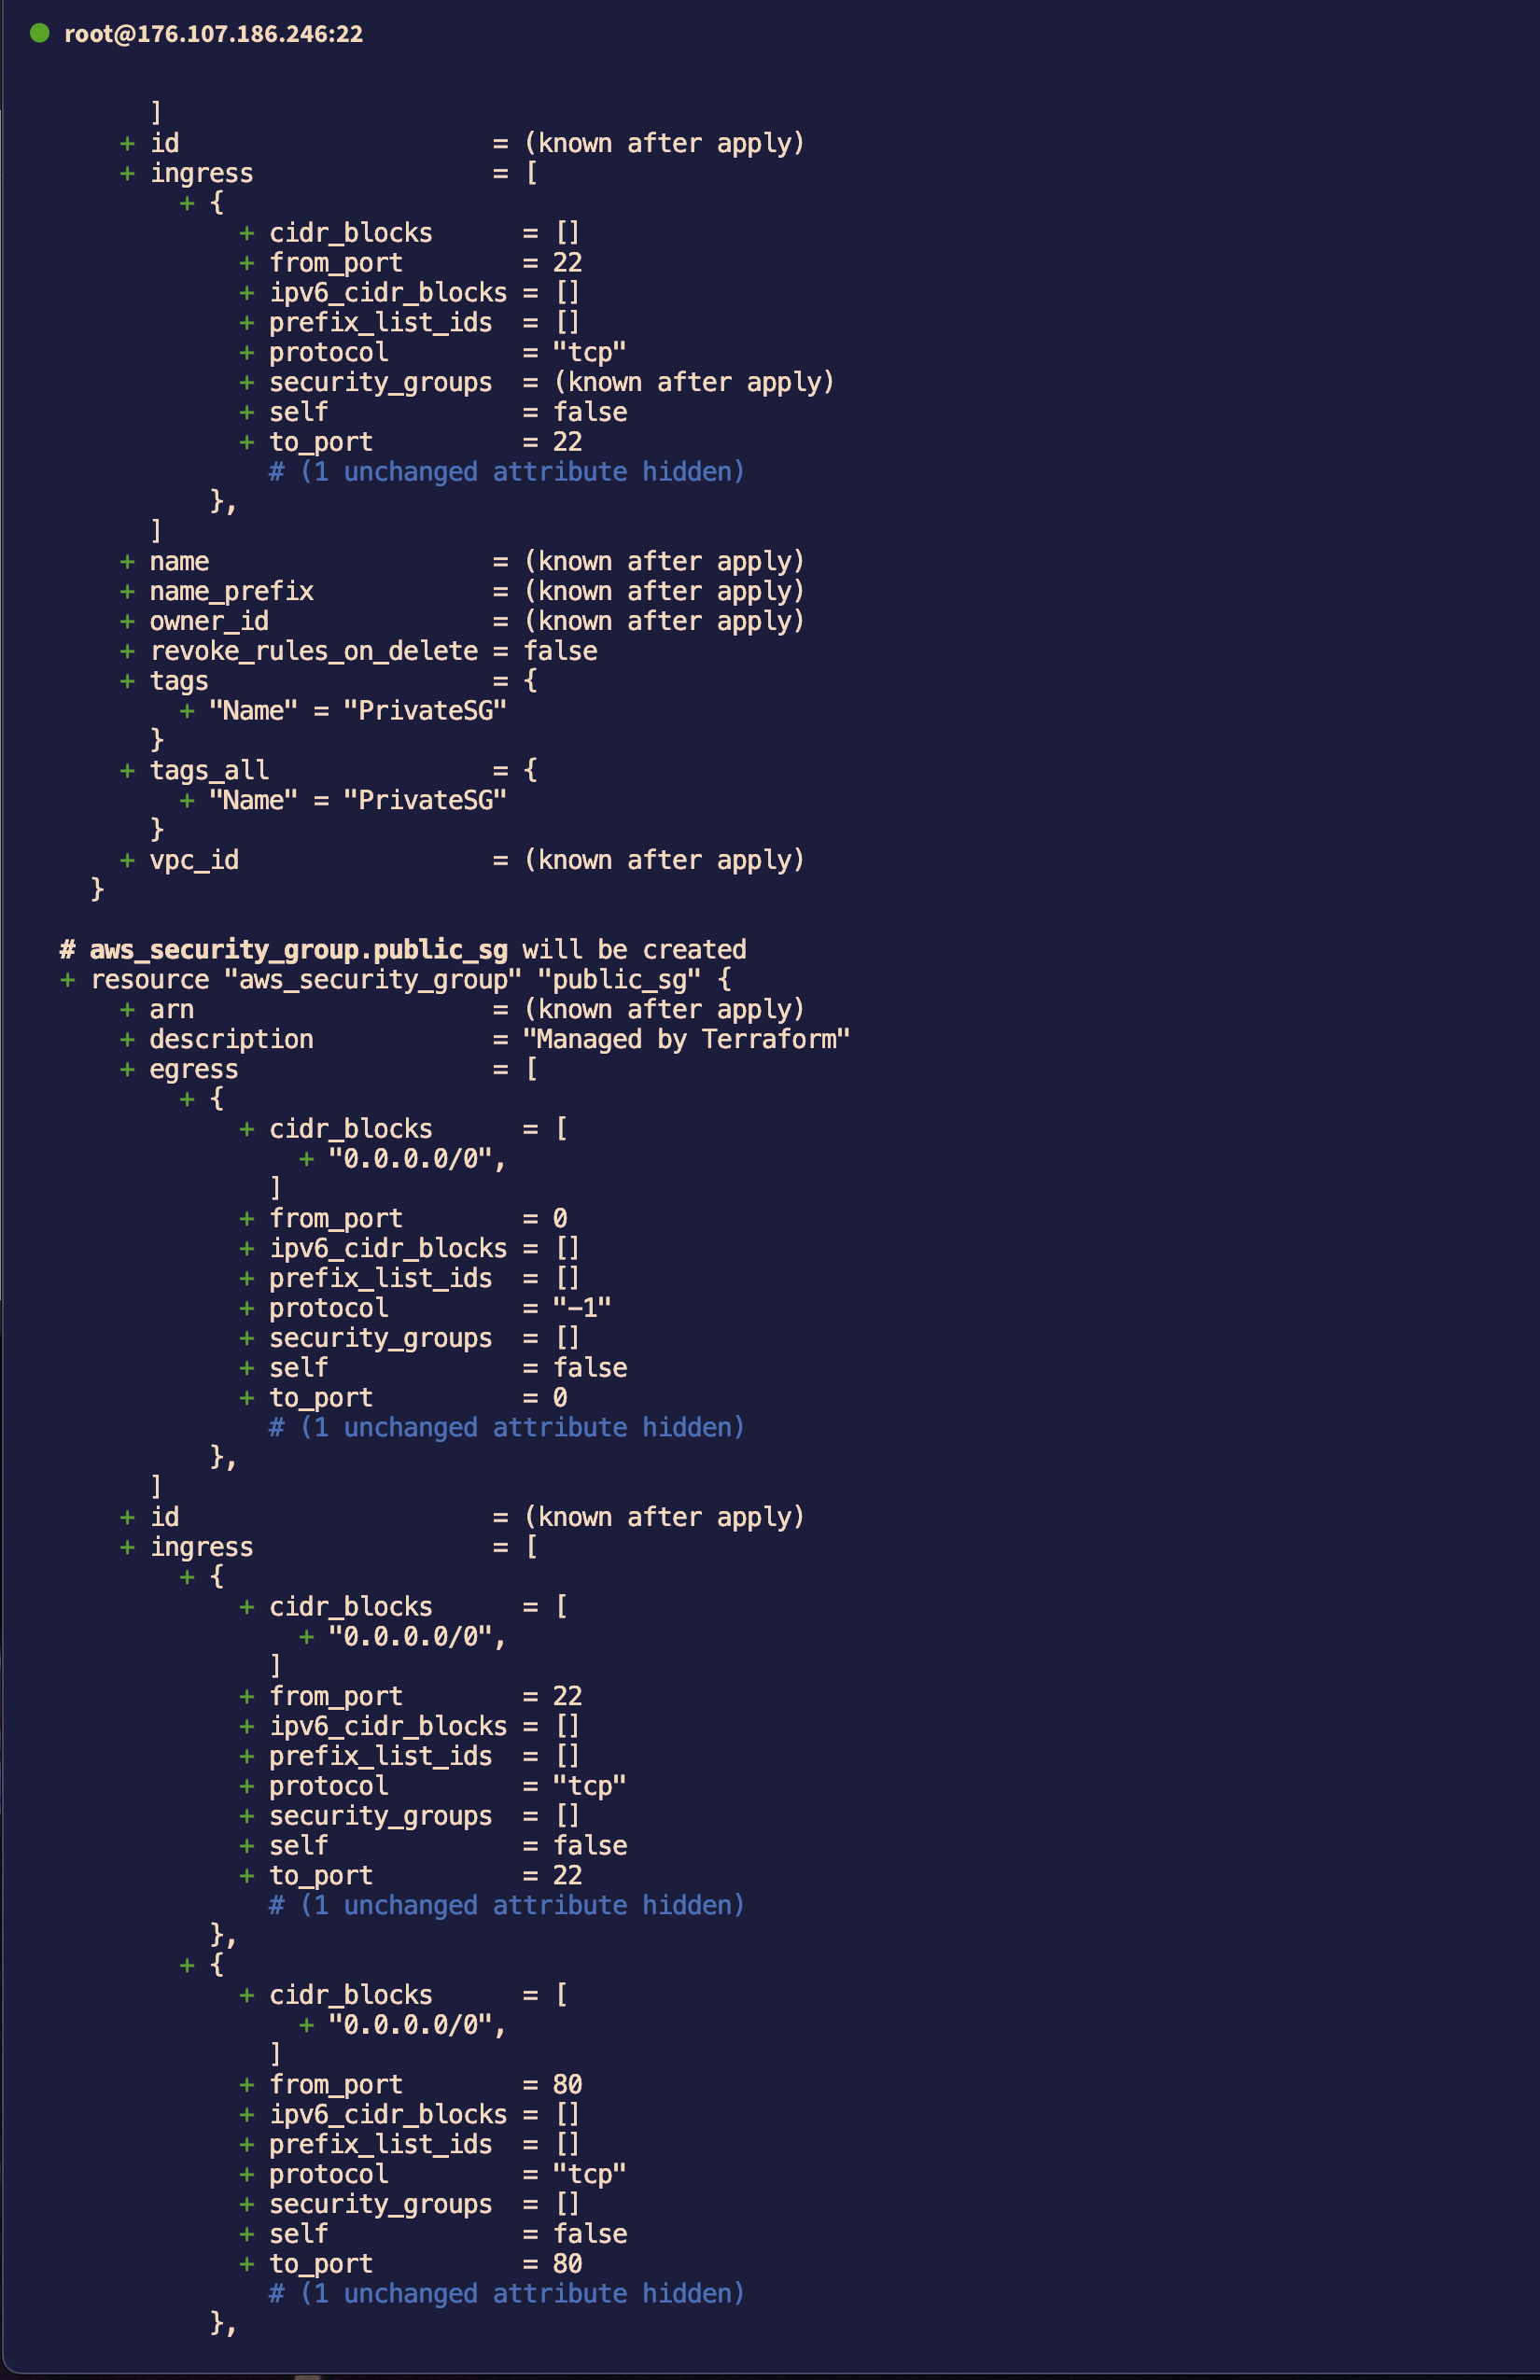 root@176.107.186.246:22
      ]
    + id                     = (known after apply)
    + ingress                = [
        + {
            + cidr_blocks      = []
            + from_port        = 22
            + ipv6_cidr_blocks = []
            + prefix_list_ids  = []
            + protocol         = "tcp"
            + security_groups  = (known after apply)
            + self             = false
            + to_port          = 22
              # (1 unchanged attribute hidden)
          },
      ]
    + name                   = (known after apply)
    + name_prefix            = (known after apply)
    + owner_id               = (known after apply)
    + revoke_rules_on_delete = false
    + tags                   = {
        + "Name" = "PrivateSG"
      }
    + tags_all               = {
        + "Name" = "PrivateSG"
      }
    + vpc_id                 = (known after apply)
  }
# aws_security_group.public_sg will be created
+ resource "aws_security_group" "public_sg" {
    + arn                    = (known after apply)
    + description            = "Managed by Terraform"
    + egress                 = [
        + {
            + cidr_blocks      = [
                + "0.0.0.0/0",
              ]
            + from_port        = 0
            + ipv6_cidr_blocks = []
            + prefix_list_ids  = []
            + protocol         = "-1"
            + security_groups  = []
            + self             = false
            + to_port          = 0
              # (1 unchanged attribute hidden)
          },
      ]
    + id                     = (known after apply)
    + ingress                = [
        + {
            + cidr_blocks      = [
                + "0.0.0.0/0",
              ]
            + from_port        = 22
            + ipv6_cidr_blocks = []
            + prefix_list_ids  = []
            + protocol         = "tcp"
            + security_groups  = []
            + self             = false
            + to_port          = 22
              # (1 unchanged attribute hidden)
          },
        + {
            + cidr_blocks      = [
                + "0.0.0.0/0",
              ]
            + from_port        = 80
            + ipv6_cidr_blocks = []
            + prefix_list_ids  = []
            + protocol         = "tcp"
            + security_groups  = []
            + self             = false
            + to_port          = 80
              # (1 unchanged attribute hidden)
          },